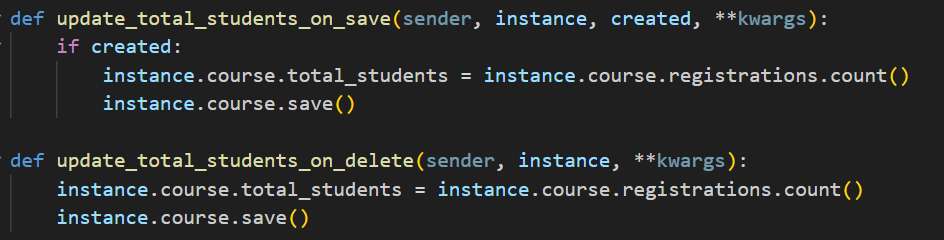 def update_total_students_on_save(sender, instance, created, **kwargs):
    if created:
        instance.course.total_students = instance.course.registrations.count()
        instance.course.save()

def update_total_students_on_delete(sender, instance, **kwargs):
    instance.course.total_students = instance.course.registrations.count()
    instance.course.save()